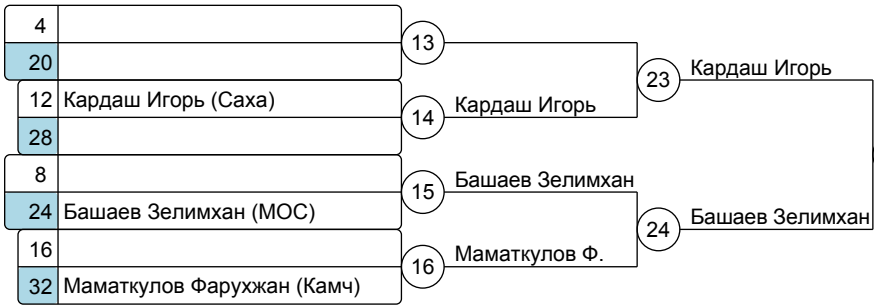 4
20
13
12 Кардаш Игорь (Саха)
28
14 Кардаш Игорь
23 Кардаш Игорь
8
24 Башаев Зелимхан (МОС)
15 Башаев Зелимхан
16
32 Маматкулов Фарухжан (Камч)
16 Маматкулов Ф.
24 Башаев Зелимхан